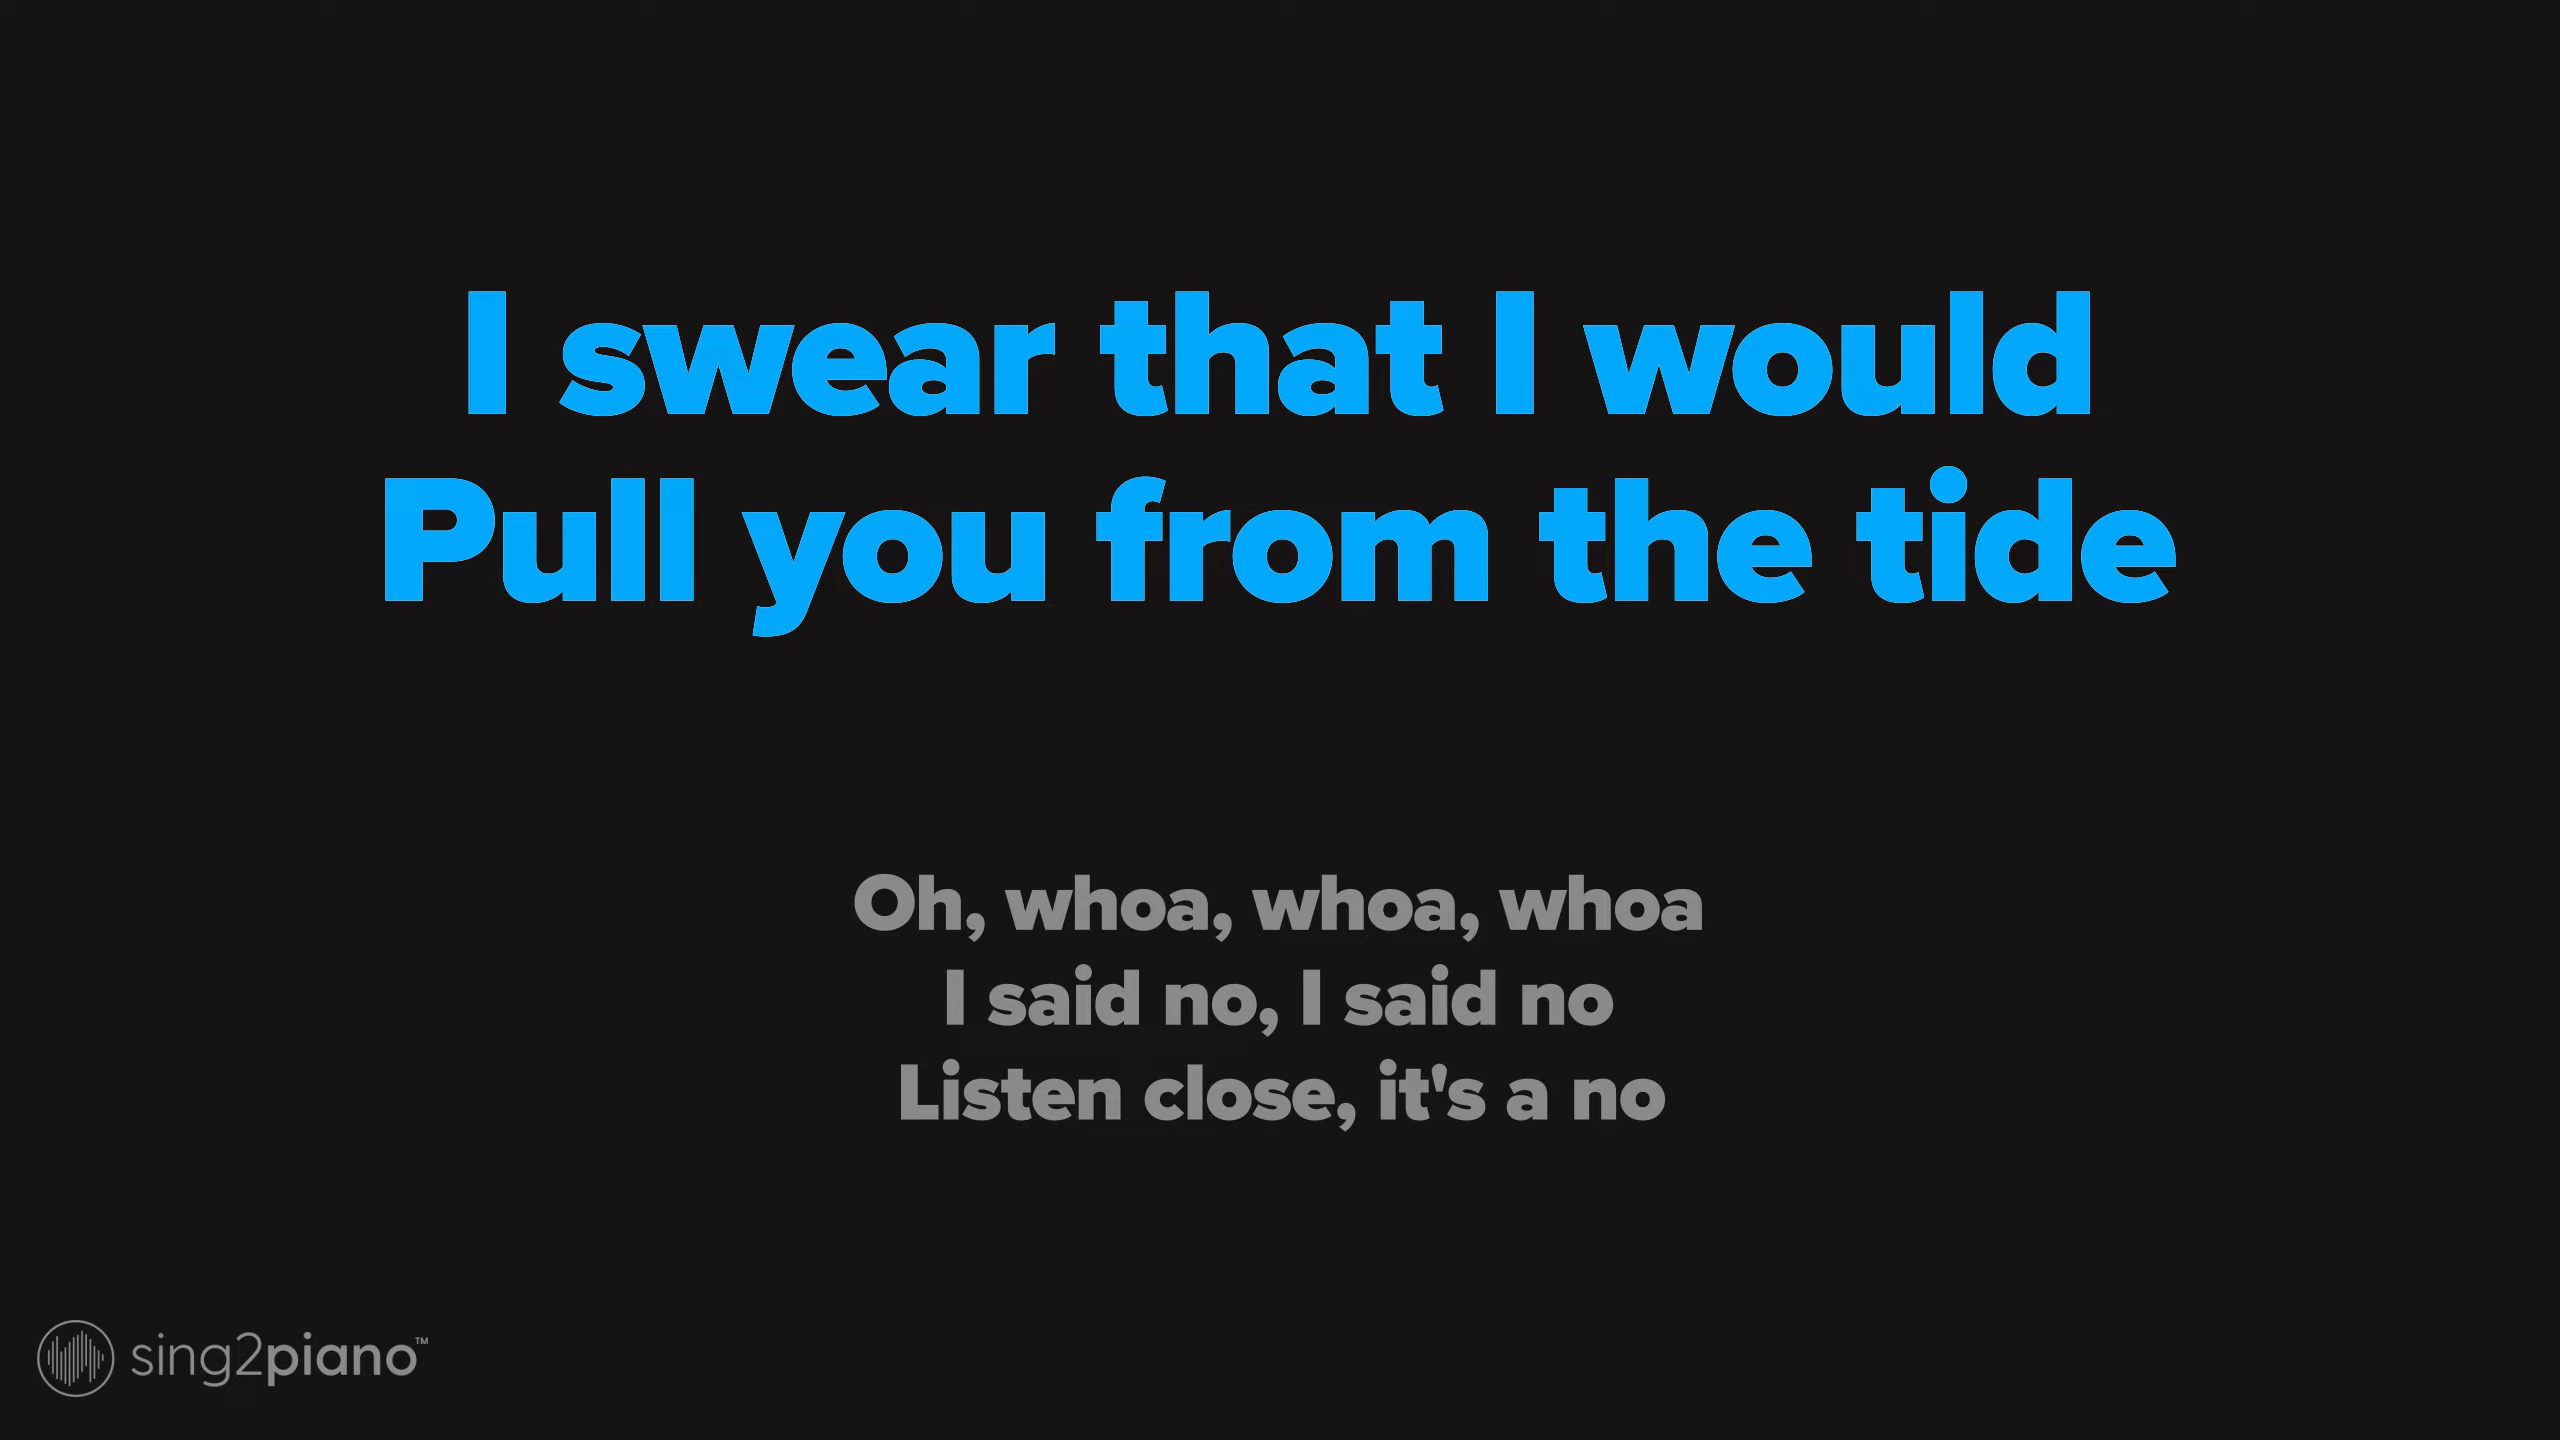 I swear that I would
Pull you from the tide
Oh, whoa, whoa, whoa
I said no, I said no
Listen close, it's a no
sing2piano™